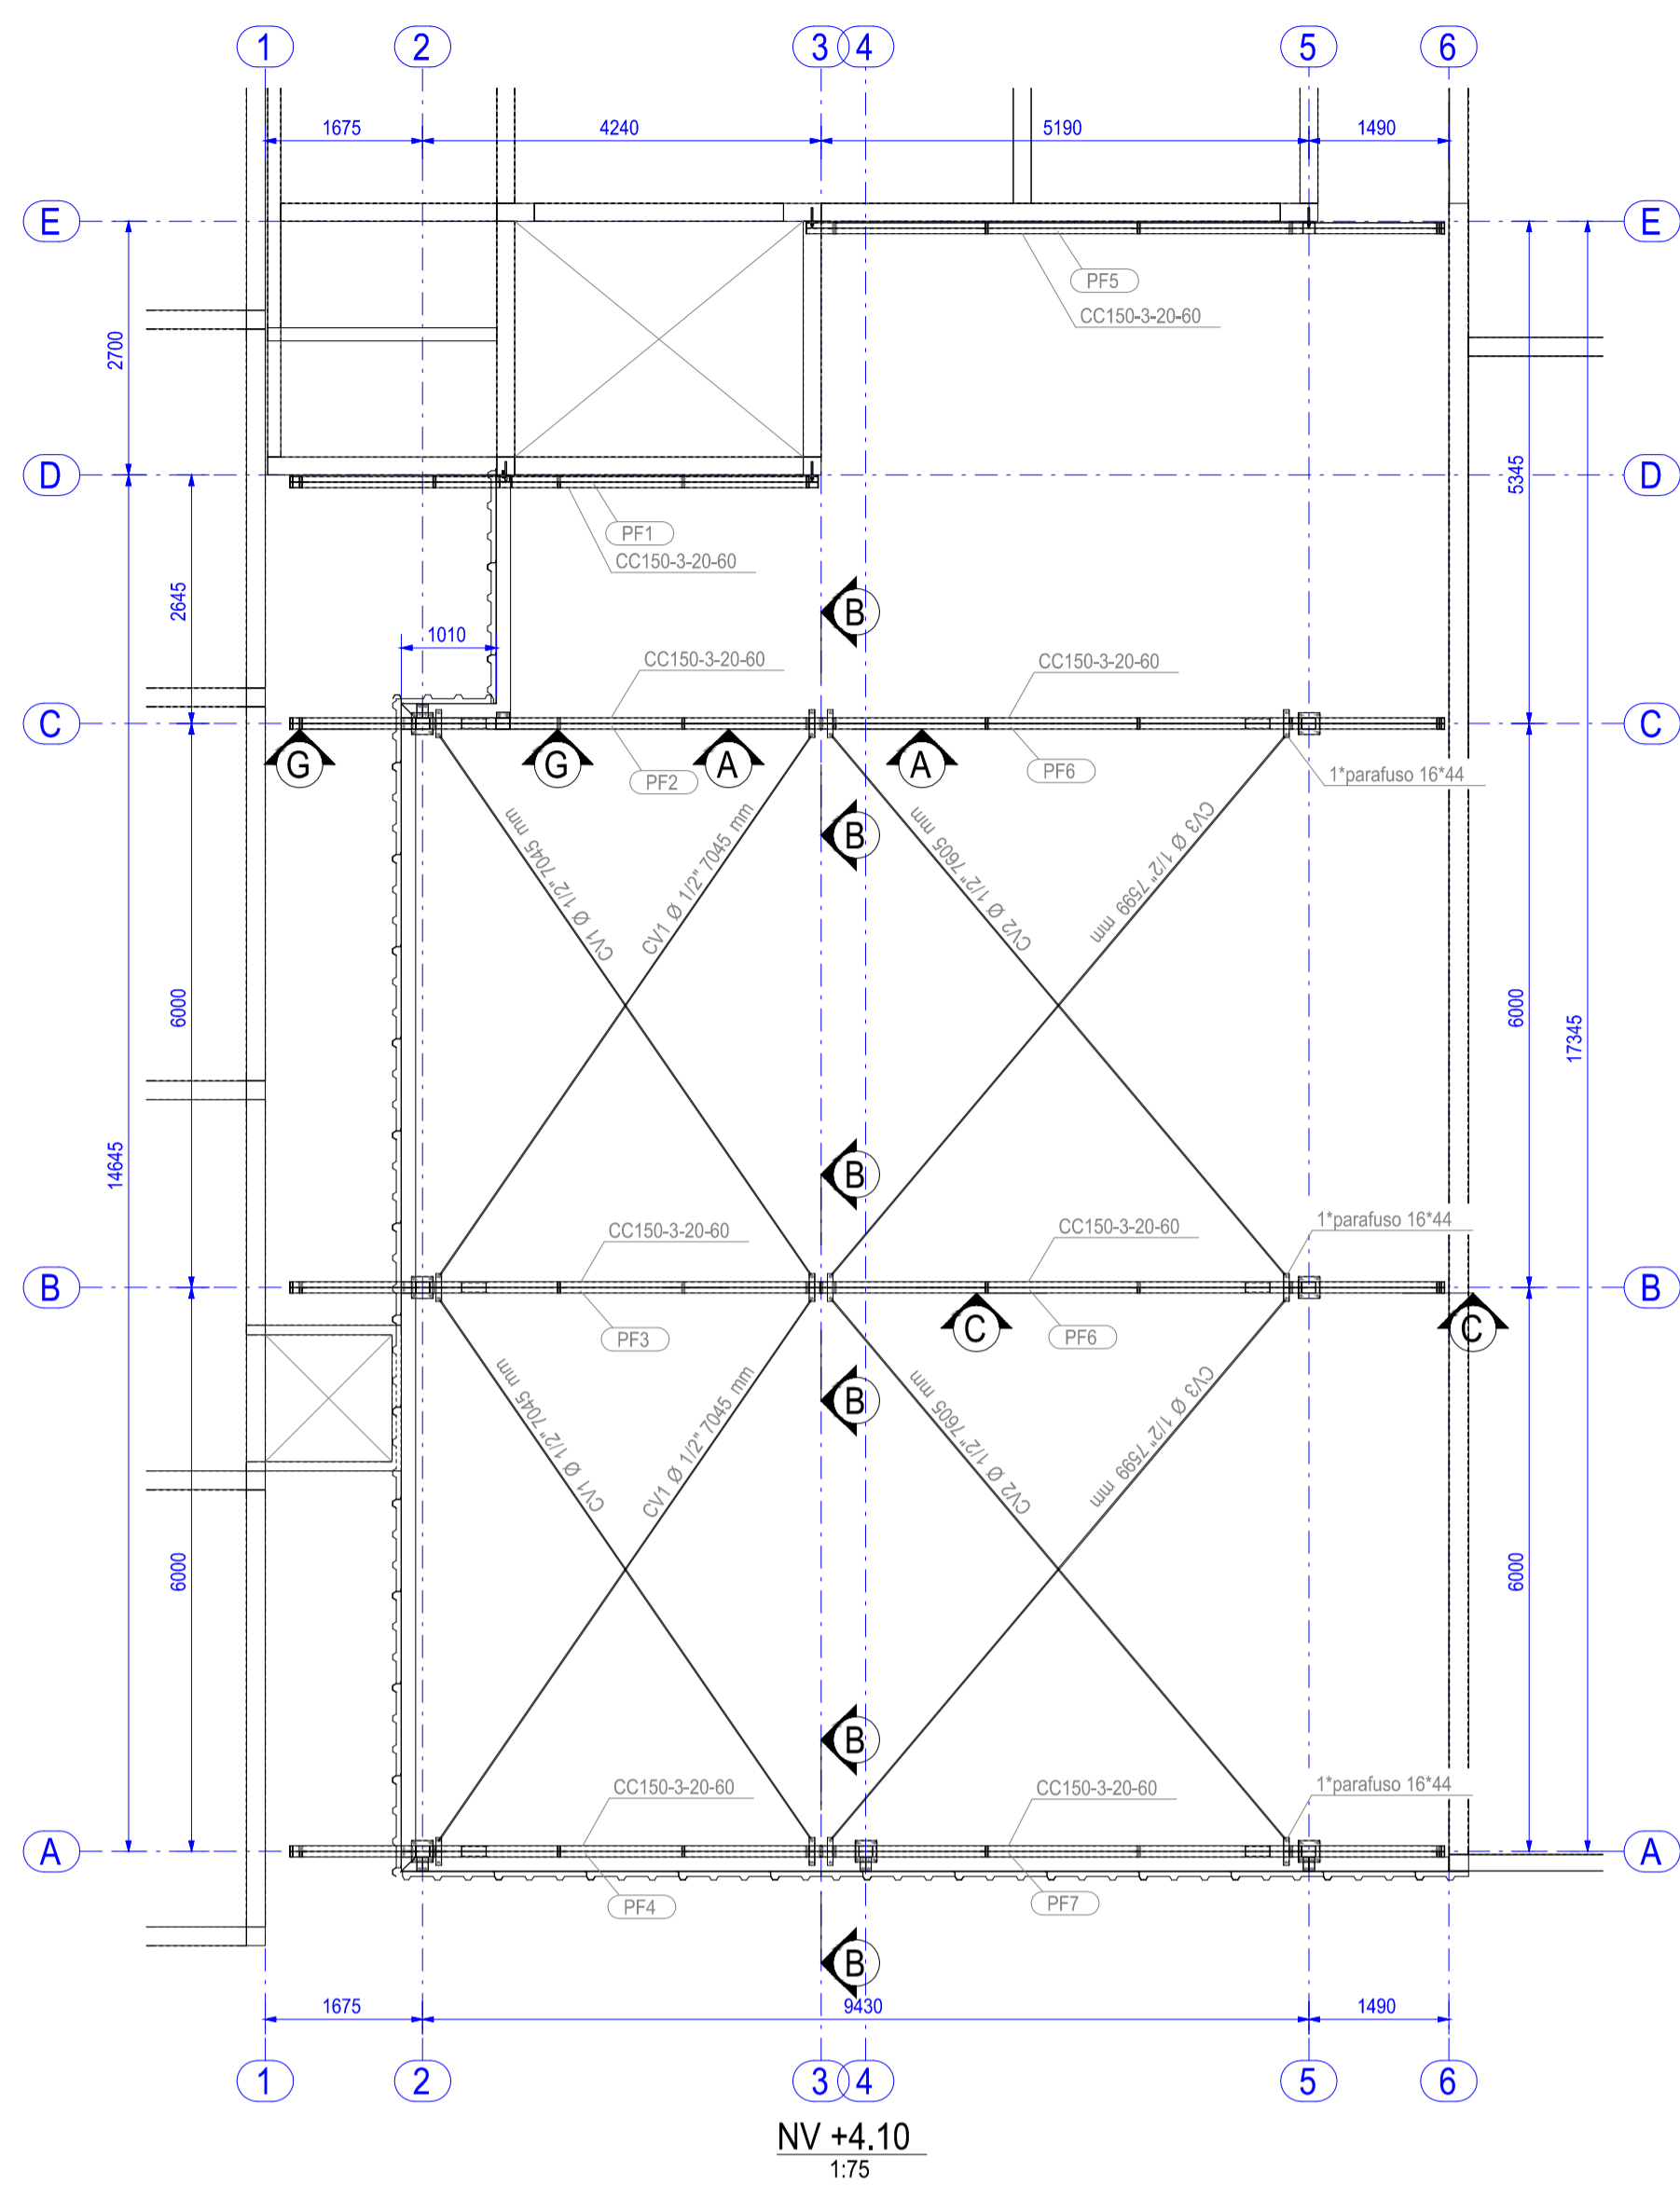 1 2 3 4 5 6
1675 4240 5190 1490
E E
PF5
CC150-3-20-60
2700
D D
5345
PF1
CC150-3-20-60
2645
B
1010
CC150-3-20-60 CC150-3-20-60
C C
G G A A
PF2 PF6 1*parafuso 16*44
B
CV1 Ø 1/2" 7045 mm
CV1 Ø 1/2" 7045 mm
CV2 Ø 1/2" 7605 mm
CV3 Ø 1/2" 7599 mm
6000 6000
17345
14645
B
CC150-3-20-60 CC150-3-20-60 1*parafuso 16*44
B B
C C
PF3 PF6
B
CV1 Ø 1/2" 7045 mm
CV1 Ø 1/2" 7045 mm
CV2 Ø 1/2" 7605 mm
CV3 Ø 1/2" 7599 mm
6000 6000
B
CC150-3-20-60 CC150-3-20-60 1*parafuso 16*44
A A
PF4 PF7
B
1675 9430 1490
1 2 3 4 5 6
NV +4.10
1:75